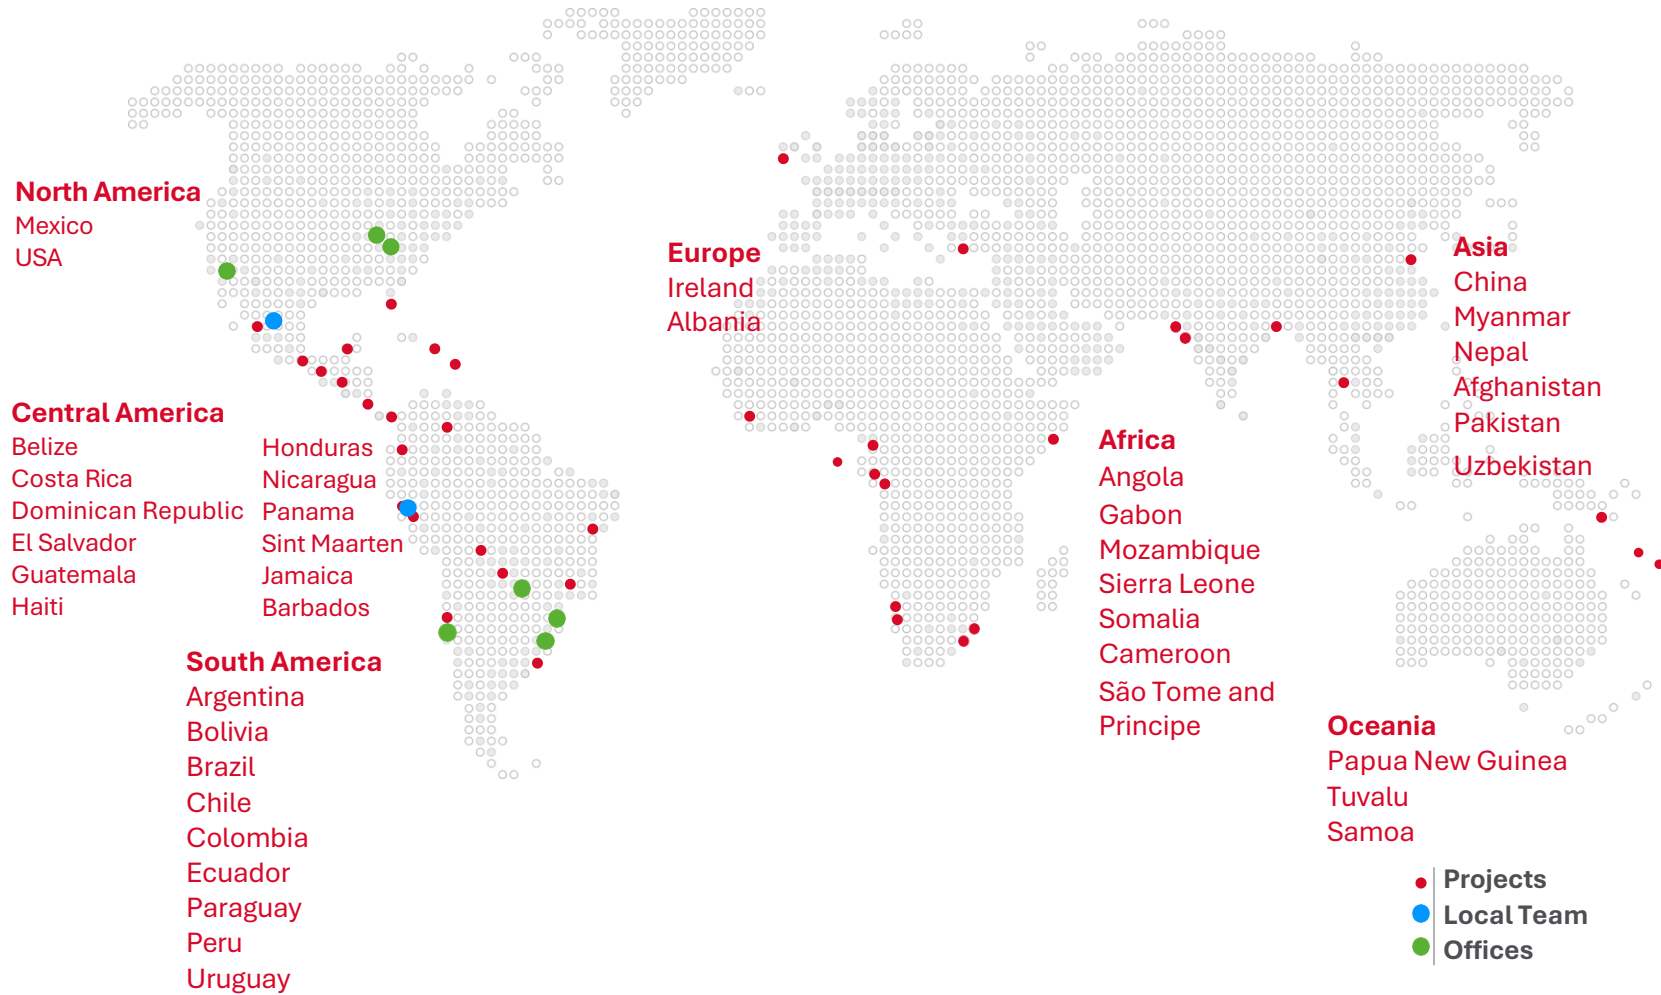 North America
Mexico
USA
Central America
Belize
Costa Rica
Dominican Republic
El Salvador
Guatemala
Haiti
Honduras
Nicaragua
Panama
Sint Maarten
Jamaica
Barbados
South America
Argentina
Bolivia
Brazil
Chile
Colombia
Ecuador
Paraguay
Peru
Uruguay
Europe
Ireland
Albania
Africa
Angola
Gabon
Mozambique
Sierra Leone
Somalia
Cameroon
São Tome and
Principe
Asia
China
Myanmar
Nepal
Afghanistan
Pakistan
Uzbekistan
Oceania
Papua New Guinea
Tuvalu
Samoa
Projects
Local Team
Offices